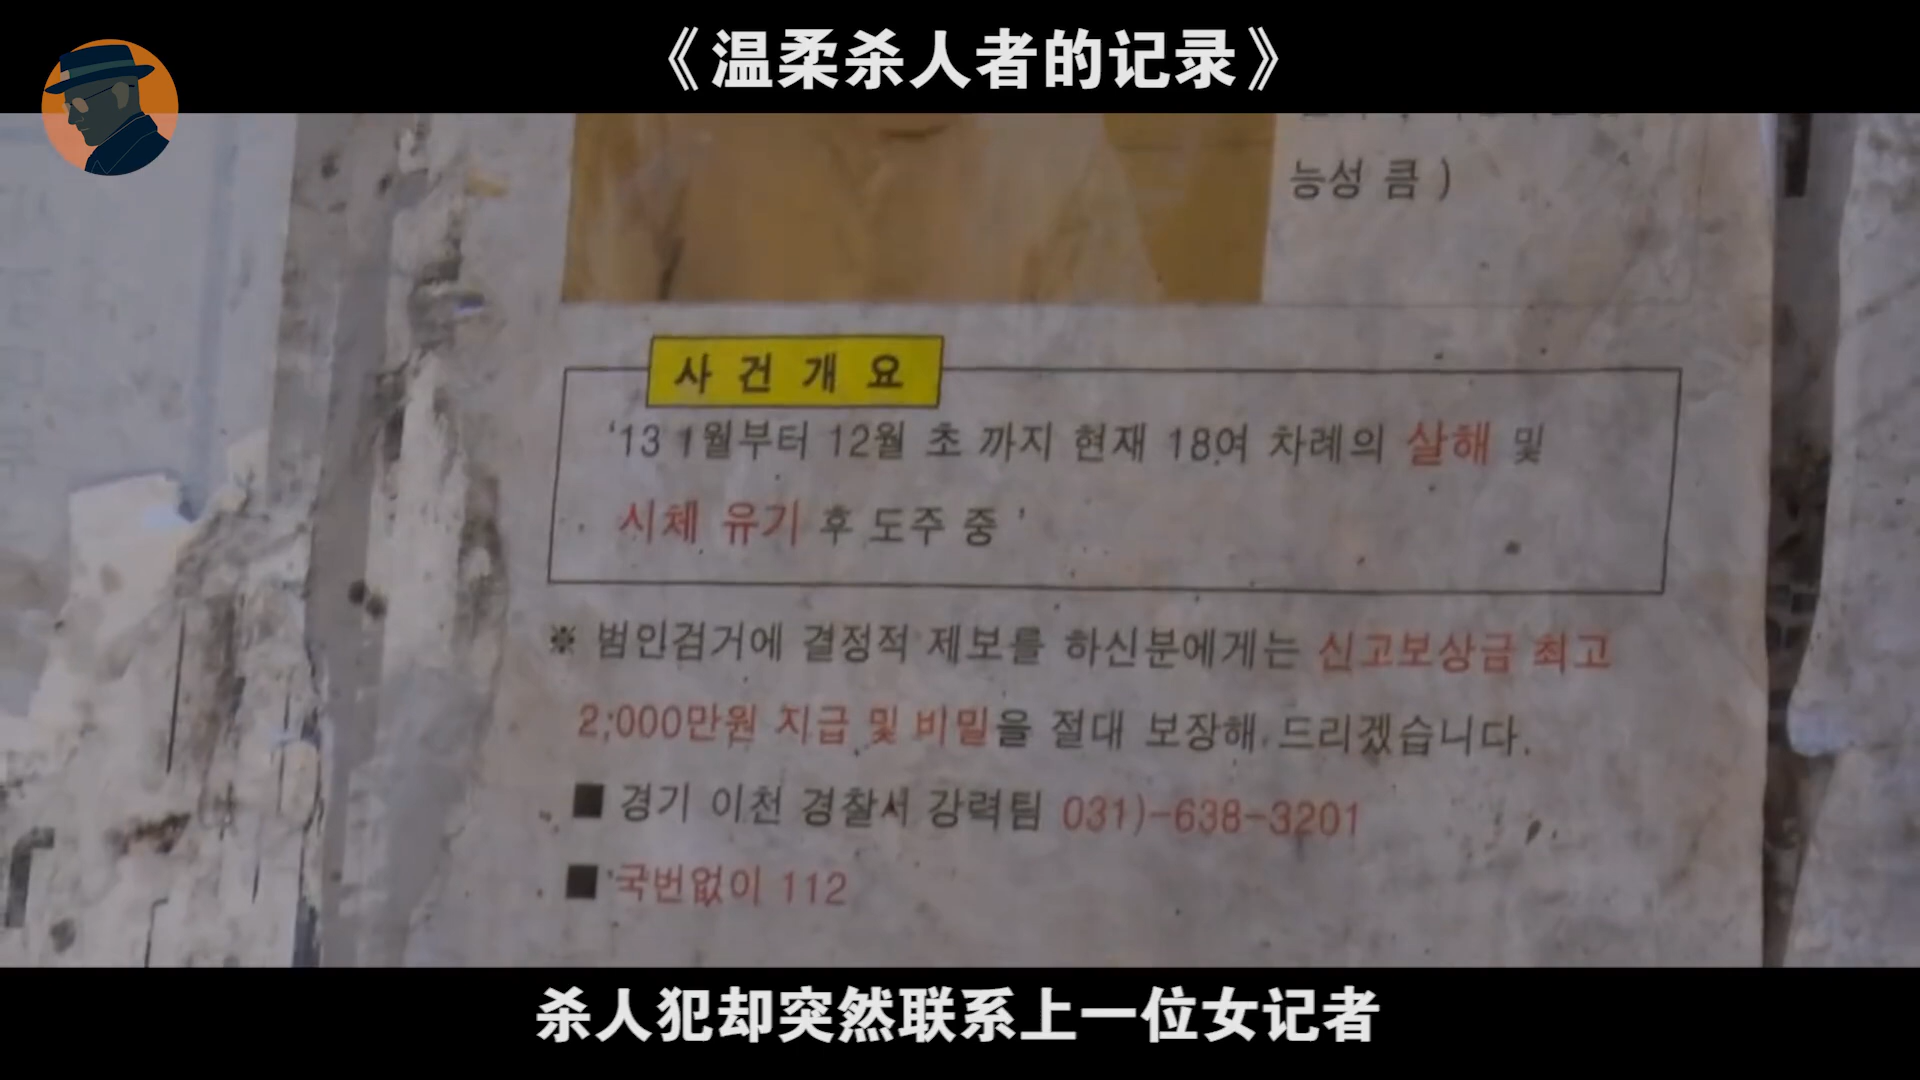 《温柔杀人者的记录》
능성 큼 )
사 건 개 요
‘13 1월부터 12월 초 까지 현재 18여 차례의 살해 및
시체 유기 후 도주 중 ’
※ 범인검거에 결정적 제보를 하신분에게는 신고보상금 최고
2,000만원 지급 및 비밀을 절대 보장해 드리겠습니다.
■ 경기 이천 경찰서 강력팀 031)-638-3201
■ 국번없이 112
杀人犯却突然联系上一位女记者